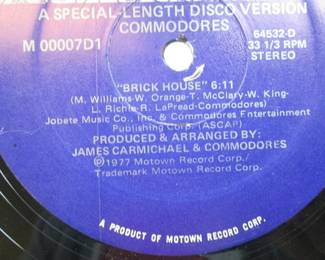 A SPECIAL-LENGTH DISCO VERSION
COMMODORES
M 00007D1
64532-D
33 1/3 RPM
STEREO
"BRICK HOUSE" 6:11
(M. Williams-W. Orange-T. McClary-W. King-
L. Richie-R. LaPread-Commodores)
Jobete Music Co., Inc. & Commodores Entertainment
Publishing Corp. (ASCAP)
PRODUCED & ARRANGED BY:
JAMES CARMICHAEL & COMMODORES
℗ 1977 Motown Record Corp./
Trademark Motown Record Corp.
A PRODUCT OF MOTOWN RECORD CORP.